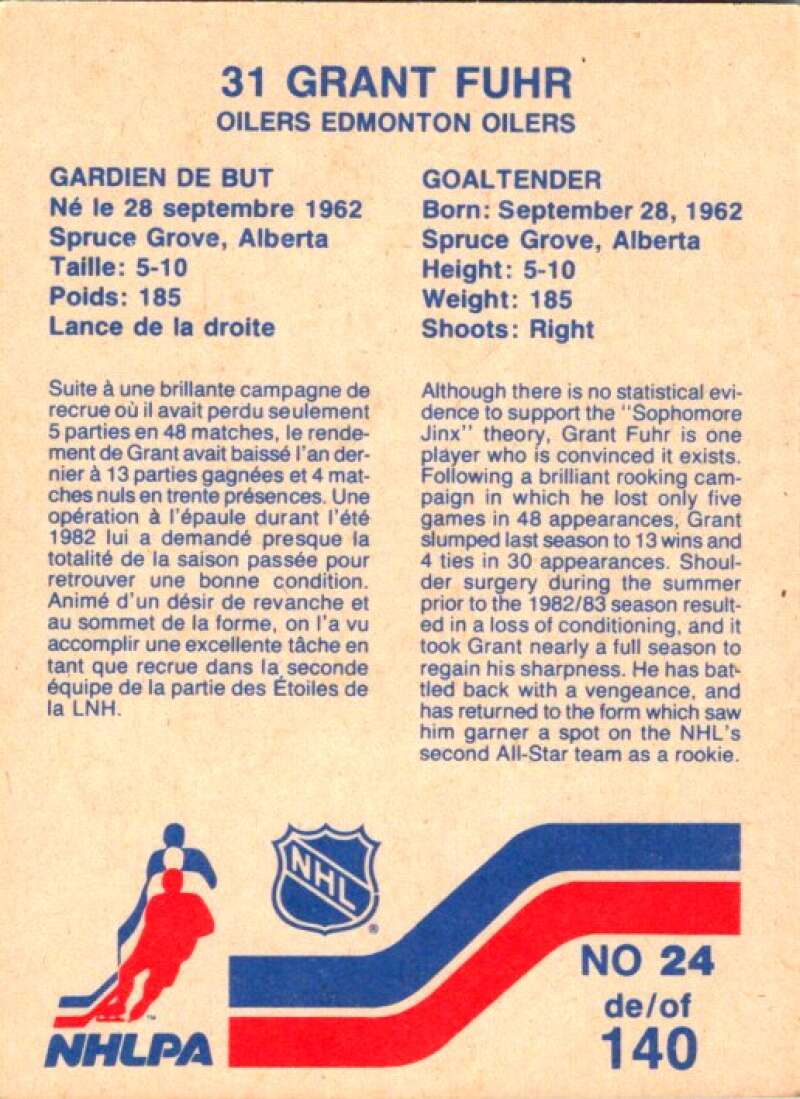 31 GRANT FUHR
OILERS EDMONTON OILERS
GARDIEN DE BUT
Né le 28 septembre 1962
Spruce Grove, Alberta
Taille: 5-10
Poids: 185
Lance de la droite
Suite à une brillante campagne de
recrue où il avait perdu seulement
5 parties en 48 matches, le rende-
ment de Grant avait baissé l'an der-
nier à 13 parties gagnées et 4 mat-
ches nuls en trente présences. Une
opération à l'épaule durant l'été
1982 lui a demandé presque la
totalité de la saison passée pour
retrouver une bonne condition.
Animé d'un désir de revanche et
au sommet de la forme, on l'a vu
accomplir une excellente tâche en
tant que recrue dans la seconde
équipe de la partie des Étoiles de
la LNH.
GOALTENDER
Born: September 28, 1962
Spruce Grove, Alberta
Height: 5-10
Weight: 185
Shoots: Right
Although there is no statistical evi-
dence to support the "Sophomore
Jinx" theory, Grant Fuhr is one
player who is convinced it exists.
Following a brilliant rooking cam-
paign in which he lost only five
games in 48 appearances, Grant
slumped last season to 13 wins and
4 ties in 30 appearances. Shoul-
der surgery during the summer
prior to the 1982/83 season result-
ed in a loss of conditioning, and it
took Grant nearly a full season to
regain his sharpness. He has bat-
tled back with a vengeance, and
has returned to the form which saw
him garner a spot on the NHL's
second All-Star team as a rookie.
NHL
®
™
NHLPA
NO 24
de/of
140